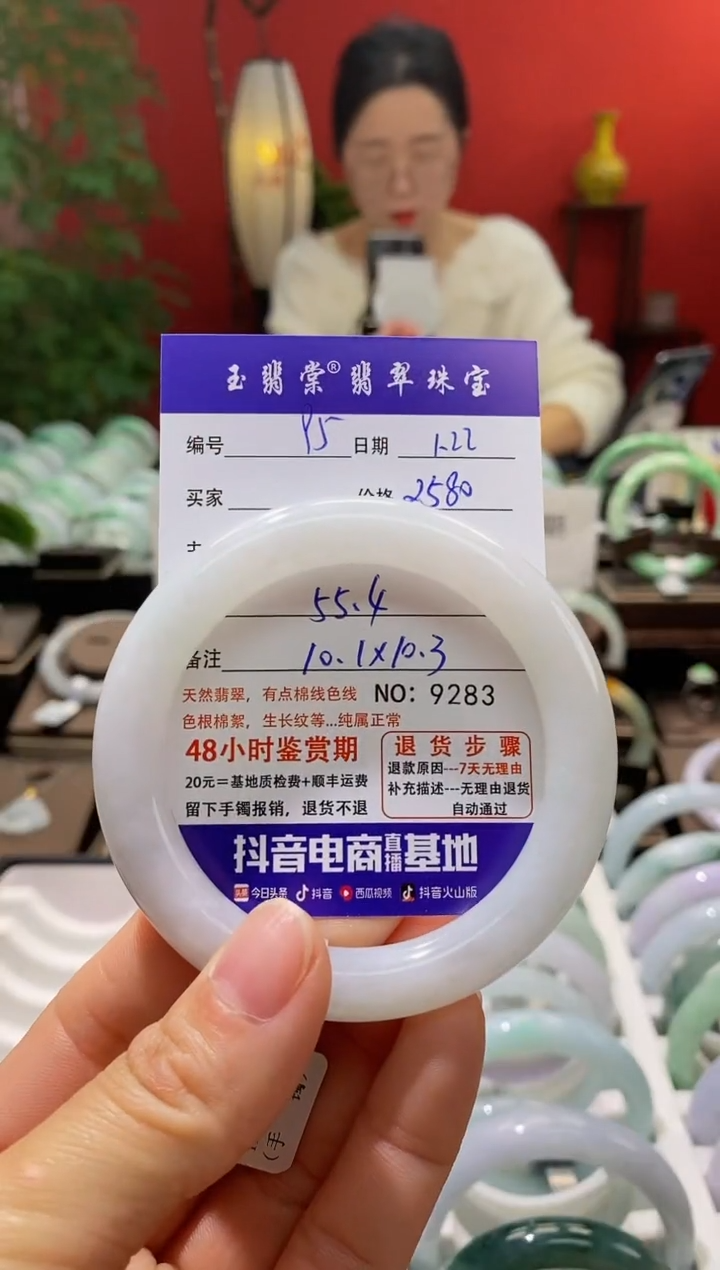 玉翡棠®翡翠珠宝
编号 95 日期 1.22
买家 价格 2580
55.4
备注 10.1x10.3
天然翡翠，有点棉线色线 NO：9283
色根棉絮，生长纹等...纯属正常
48小时鉴赏期
20元＝基地质检费+顺丰运费
留下手镯报销，退货不退
退货步骤
退款原因---7天无理由
补充描述---无理由退货
自动通过
抖音电商直播基地
头条 今日头条 抖音 西瓜视频 抖音火山版